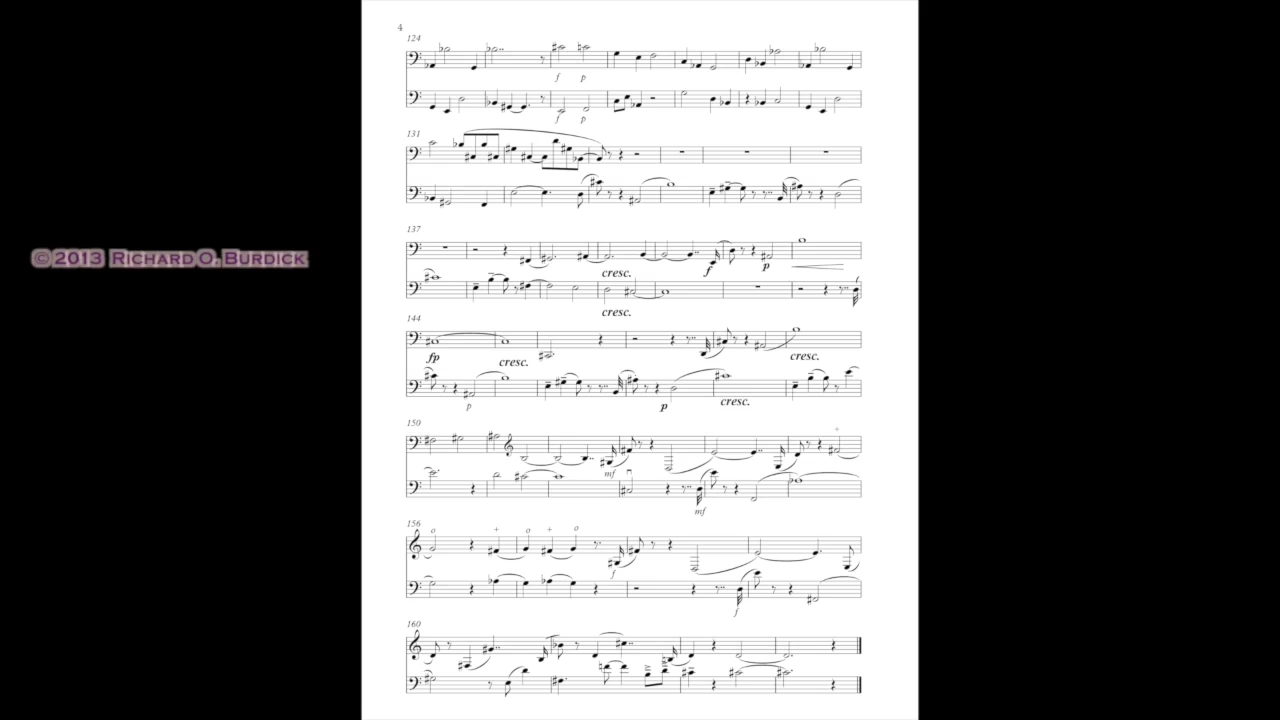 4
124
f p
f p
131
137
cresc. f p
cresc.
©2013 Richard O. Burdick
144
fp cresc. cresc.
p p cresc.
150
mf
mf
156
o + o + o
f
f
160